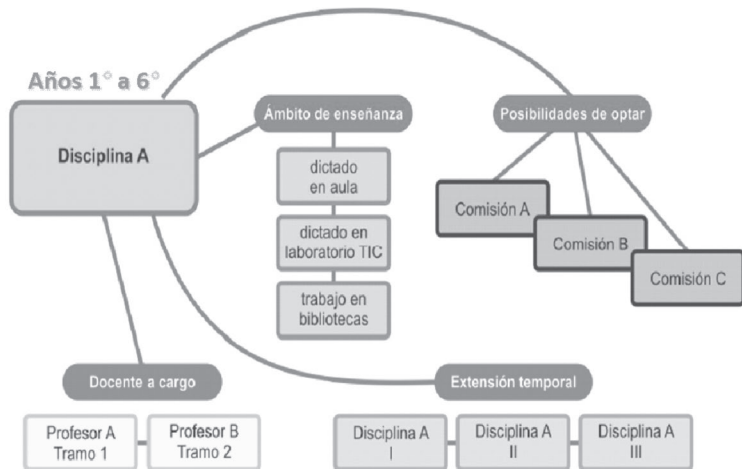 Años 1° a 6°
Disciplina A
Ámbito de enseñanza
dictado
en aula
dictado en
laboratorio TIC
trabajo en
bibliotecas
Posibilidades de optar
Comisión A
Comisión B
Comisión C
Docente a cargo
Profesor A
Tramo 1
Profesor B
Tramo 2
Extensión temporal
Disciplina A
I
Disciplina A
II
Disciplina A
III